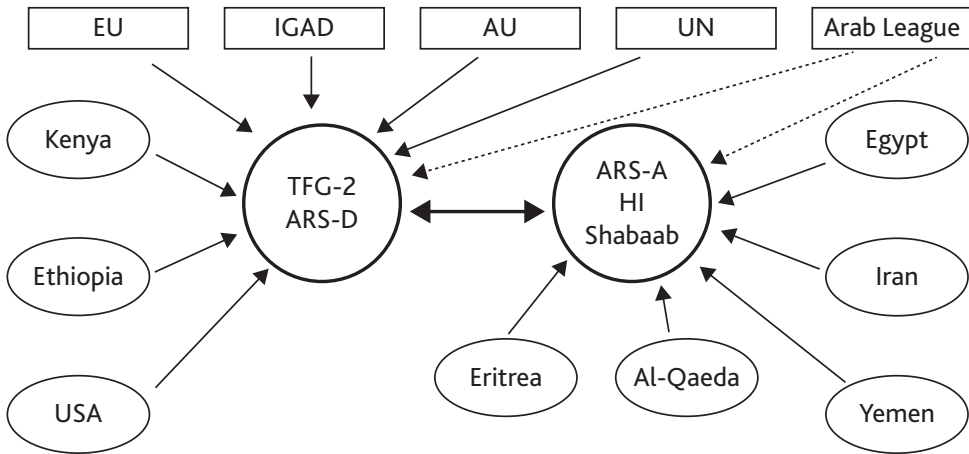 EU
IGAD
AU
UN
Arab League
Kenya
Egypt
TFG-2
ARS-D
ARS-A
HI
Shabaab
Ethiopia
Iran
Eritrea
Al-Qaeda
USA
Yemen